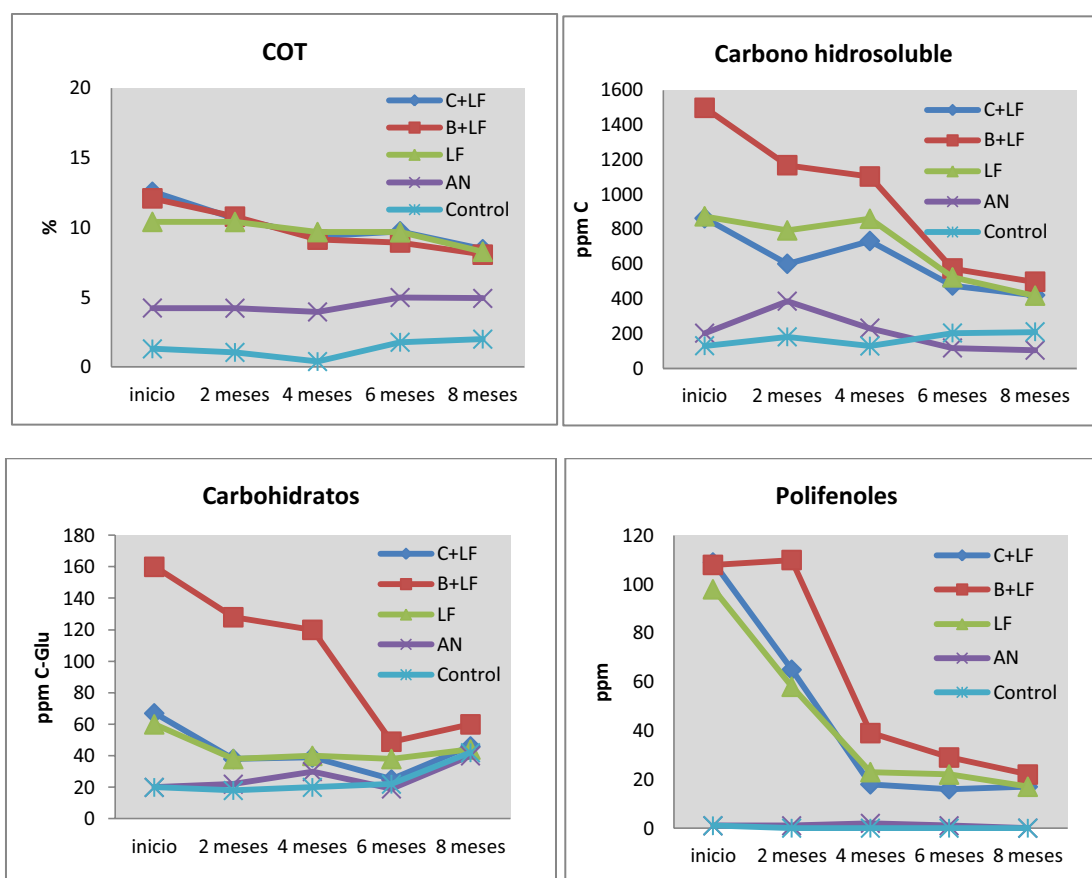 COT
20
15
10
5
0
%
C+LF
B+LF
LF
AN
Control
inicio 2 meses 4 meses 6 meses 8 meses
Carbono hidrosoluble
1600
1400
1200
1000
800
600
400
200
0
ppm C
C+LF
B+LF
LF
AN
Control
inicio 2 meses 4 meses 6 meses 8 meses
Carbohidratos
180
160
140
120
100
80
60
40
20
0
ppm C-Glu
C+LF
B+LF
LF
AN
Control
inicio 2 meses 4 meses 6 meses 8 meses
Polifenoles
120
100
80
60
40
20
0
ppm
C+LF
B+LF
LF
AN
Control
inicio 2 meses 4 meses 6 meses 8 meses